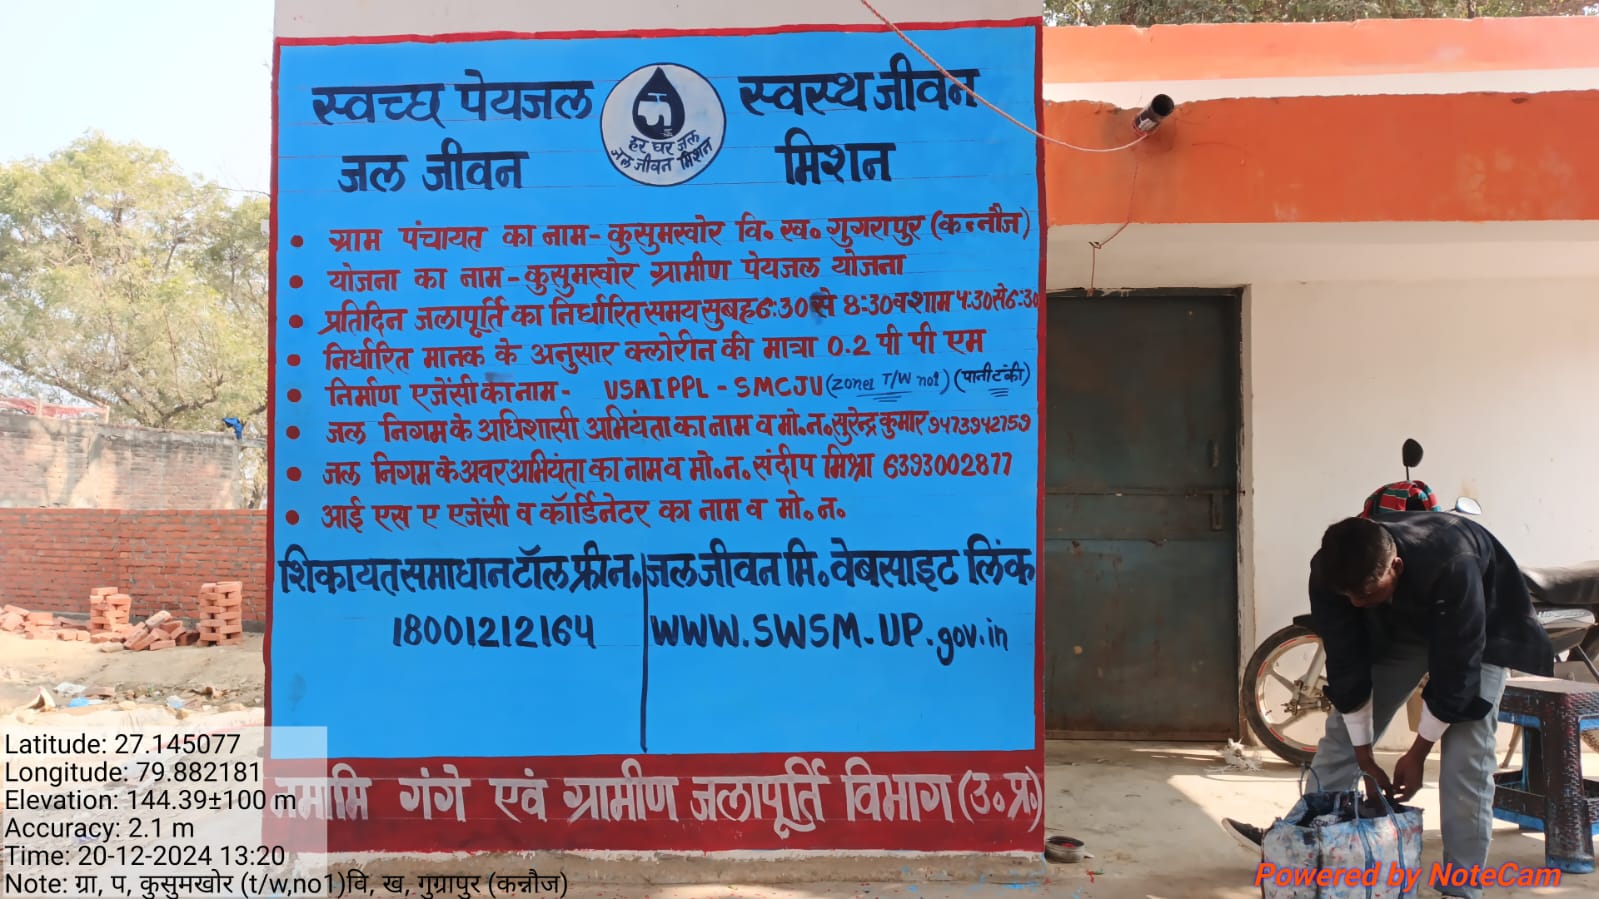 स्वच्छ पेयजल स्वस्थ जीवन
जल जीवन मिशन
हर घर जल
जल जीवन मिशन
• ग्राम पंचायत का नाम - कुसुमखोर वि. ख. गुगरापुर (कन्नौज)
• योजना का नाम - कुसुमखोर ग्रामीण पेयजल योजना
• प्रतिदिन जलापूर्ति का निर्धारित समय सुबह 6:30 से 8:30 व शाम 4:30 से 6:30
• निर्धारित मानक के अनुसार क्लोरीन की मात्रा 0.2 पी पी एम
• निर्माण एजेंसी का नाम - USAIPPL - SMCJU (zone1 T/W no1) (पानी टंकी)
• जल निगम के अधिशासी अभियंता का नाम व मो. न. सुरेन्द्र कुमार 9473942759
• जल निगम के अवर अभियंता का नाम व मो. न. संदीप मिश्रा 6393002877
• आई एस ए एजेंसी व कॉर्डिनेटर का नाम व मो. न.
शिकायत समाधान टॉल फ्री न. जल जीवन मि. वेबसाइट लिंक
18001212164 WWW.SWSM-UP.gov.in
नमामि गंगे एवं ग्रामीण जलापूर्ति विभाग (उ. प्र.)
Latitude: 27.145077
Longitude: 79.882181
Elevation: 144.39±100 m
Accuracy: 2.1 m
Time: 20-12-2024 13:20
Note: ग्रा, प, कुसुमखोर (t/w,no1)वि, ख, गुग्रापुर (कन्नौज)
Powered by NoteCam